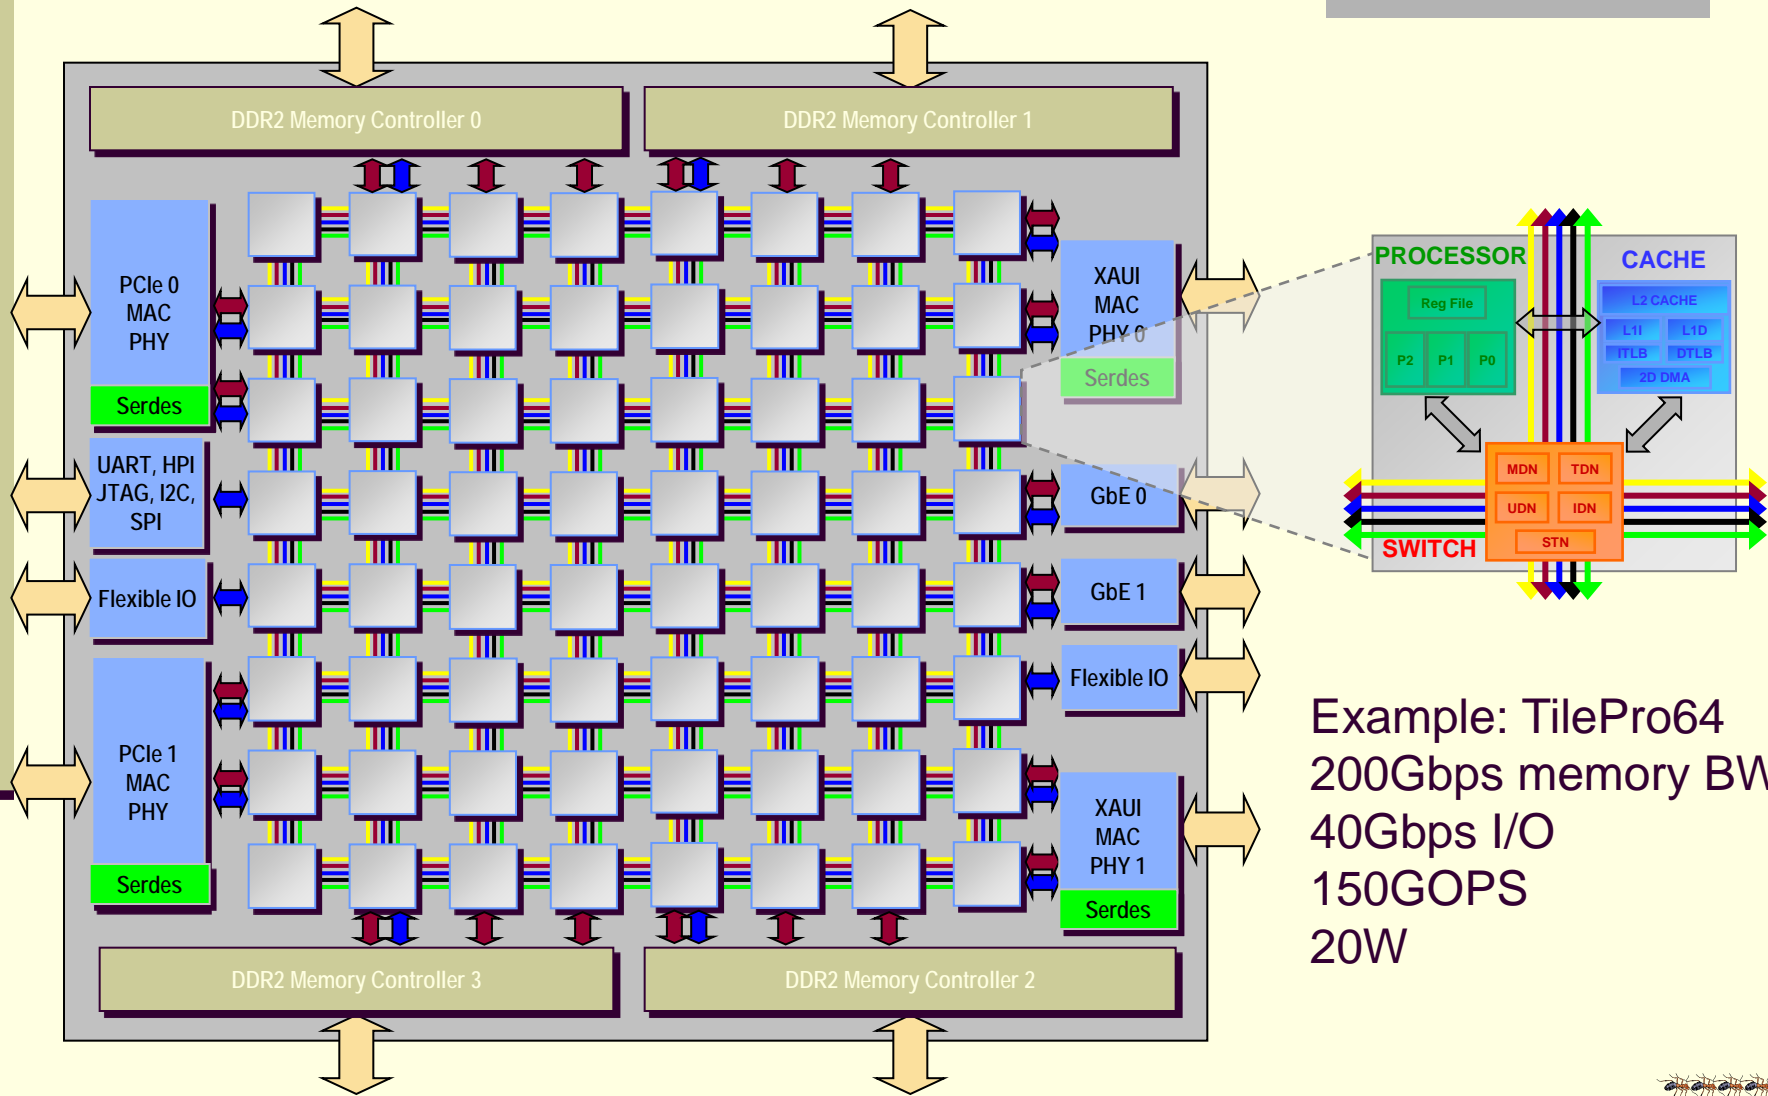 DDR2 Memory Controller 0
DDR2 Memory Controller 1
PCIe 0
MAC
PHY
Serdes
UART, HPI
JTAG, I2C,
SPI
Flexible IO
PCIe 1
MAC
PHY
Serdes
XAUI
MAC
PHY 0
Serdes
GbE 0
GbE 1
Flexible IO
XAUI
MAC
PHY 1
Serdes
DDR2 Memory Controller 3
DDR2 Memory Controller 2
PROCESSOR
CACHE
Reg File
P2 P1 P0
L2 CACHE
L1I L1D
ITLB DTLB
2D DMA
MDN TDN
UDN IDN
STN
SWITCH
Example: TilePro64
200Gbps memory BW
40Gbps I/O
150GOPS
20W